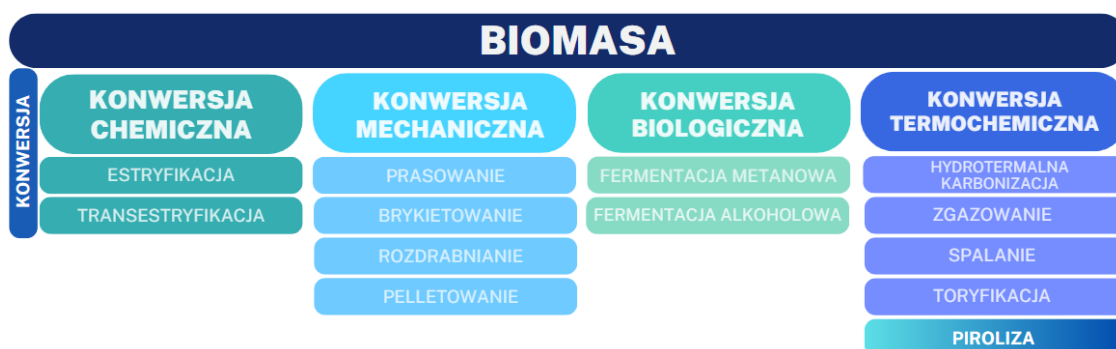 BIOMASA
KONWERSJA
KONWERSJA
CHEMICZNA
ESTRYFIKACJA
TRANSESTRYFIKACJA
KONWERSJA
MECHANICZNA
PRASOWANIE
BRYKIETOWANIE
ROZDRABNIANIE
PELLETOWANIE
KONWERSJA
BIOLOGICZNA
FERMENTACJA METANOWA
FERMENTACJA ALKOHOLOWA
KONWERSJA
TERMOCHEMICZNA
HYDROTERMALNA
KARBONIZACJA
ZGAZOWANIE
SPALANIE
TORYFIKACJA
PIROLIZA